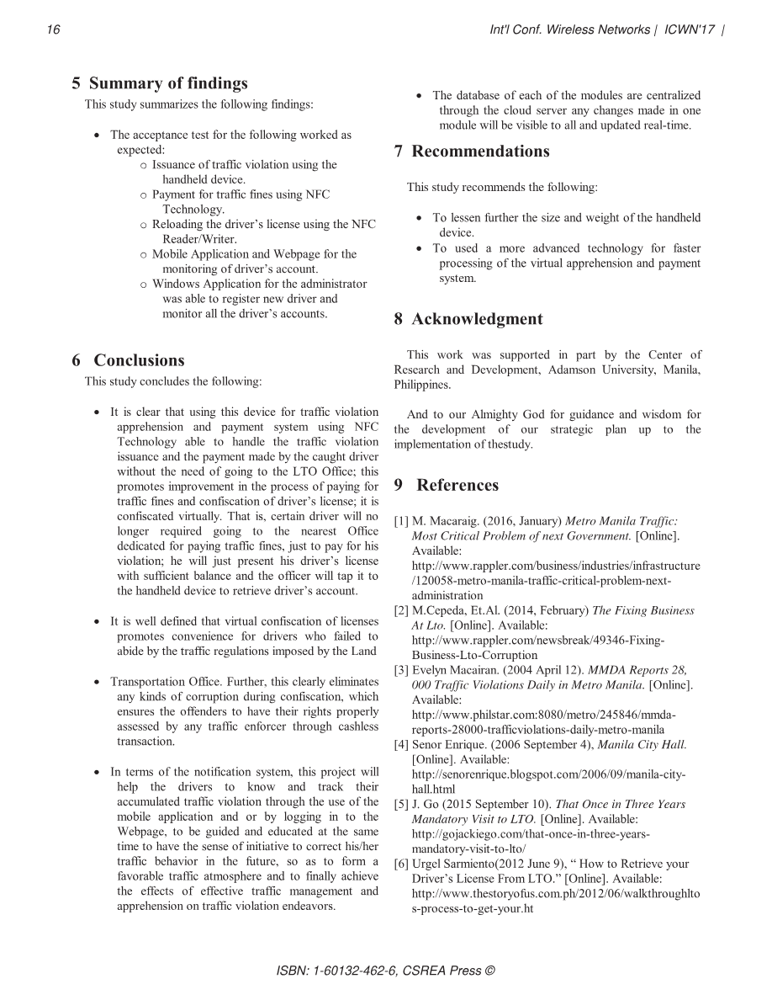 16
Int'l Conf. Wireless Networks | ICWN'17 |
5 Summary of findings
This study summarizes the following findings:
• The acceptance test for the following worked as
expected:
o Issuance of traffic violation using the
handheld device.
o Payment for traffic fines using NFC
Technology.
o Reloading the driver’s license using the NFC
Reader/Writer.
o Mobile Application and Webpage for the
monitoring of driver’s account.
o Windows Application for the administrator
was able to register new driver and
monitor all the driver’s accounts.
6 Conclusions
This study concludes the following:
• It is clear that using this device for traffic violation
apprehension and payment system using NFC
Technology able to handle the traffic violation
issuance and the payment made by the caught driver
without the need of going to the LTO Office; this
promotes improvement in the process of paying for
traffic fines and confiscation of driver’s license; it is
confiscated virtually. That is, certain driver will no
longer required going to the nearest Office
dedicated for paying traffic fines, just to pay for his
violation; he will just present his driver’s license
with sufficient balance and the officer will tap it to
the handheld device to retrieve driver’s account.
• It is well defined that virtual confiscation of licenses
promotes convenience for drivers who failed to
abide by the traffic regulations imposed by the Land
• Transportation Office. Further, this clearly eliminates
any kinds of corruption during confiscation, which
ensures the offenders to have their rights properly
assessed by any traffic enforcer through cashless
transaction.
• In terms of the notification system, this project will
help the drivers to know and track their
accumulated traffic violation through the use of the
mobile application and or by logging in to the
Webpage, to be guided and educated at the same
time to have the sense of initiative to correct his/her
traffic behavior in the future, so as to form a
favorable traffic atmosphere and to finally achieve
the effects of effective traffic management and
apprehension on traffic violation endeavors.
• The database of each of the modules are centralized
through the cloud server any changes made in one
module will be visible to all and updated real-time.
7 Recommendations
This study recommends the following:
• To lessen further the size and weight of the handheld
device.
• To used a more advanced technology for faster
processing of the virtual apprehension and payment
system.
8 Acknowledgment
This work was supported in part by the Center of
Research and Development, Adamson University, Manila,
Philippines.
And to our Almighty God for guidance and wisdom for
the development of our strategic plan up to the
implementation of thestudy.
9 References
[1] M. Macaraig. (2016, January) Metro Manila Traffic:
Most Critical Problem of next Government. [Online].
Available:
http://www.rappler.com/business/industries/infrastructure
/120058-metro-manila-traffic-critical-problem-next-
administration
[2] M.Cepeda, Et.Al. (2014, February) The Fixing Business
At Lto. [Online]. Available:
http://www.rappler.com/newsbreak/49346-Fixing-
Business-Lto-Corruption
[3] Evelyn Macairan. (2004 April 12). MMDA Reports 28,
000 Traffic Violations Daily in Metro Manila. [Online].
Available:
http://www.philstar.com:8080/metro/245846/mmda-
reports-28000-trafficviolations-daily-metro-manila
[4] Senor Enrique. (2006 September 4), Manila City Hall.
[Online]. Available:
http://senorenrique.blogspot.com/2006/09/manila-city-
hall.html
[5] J. Go (2015 September 10). That Once in Three Years
Mandatory Visit to LTO. [Online]. Available:
http://gojackiego.com/that-once-in-three-years-
mandatory-visit-to-lto/
[6] Urgel Sarmiento(2012 June 9), “ How to Retrieve your
Driver’s License From LTO.” [Online]. Available:
http://www.thestoryofus.com.ph/2012/06/walkthroughlto
s-process-to-get-your.ht
ISBN: 1-60132-462-6, CSREA Press ©